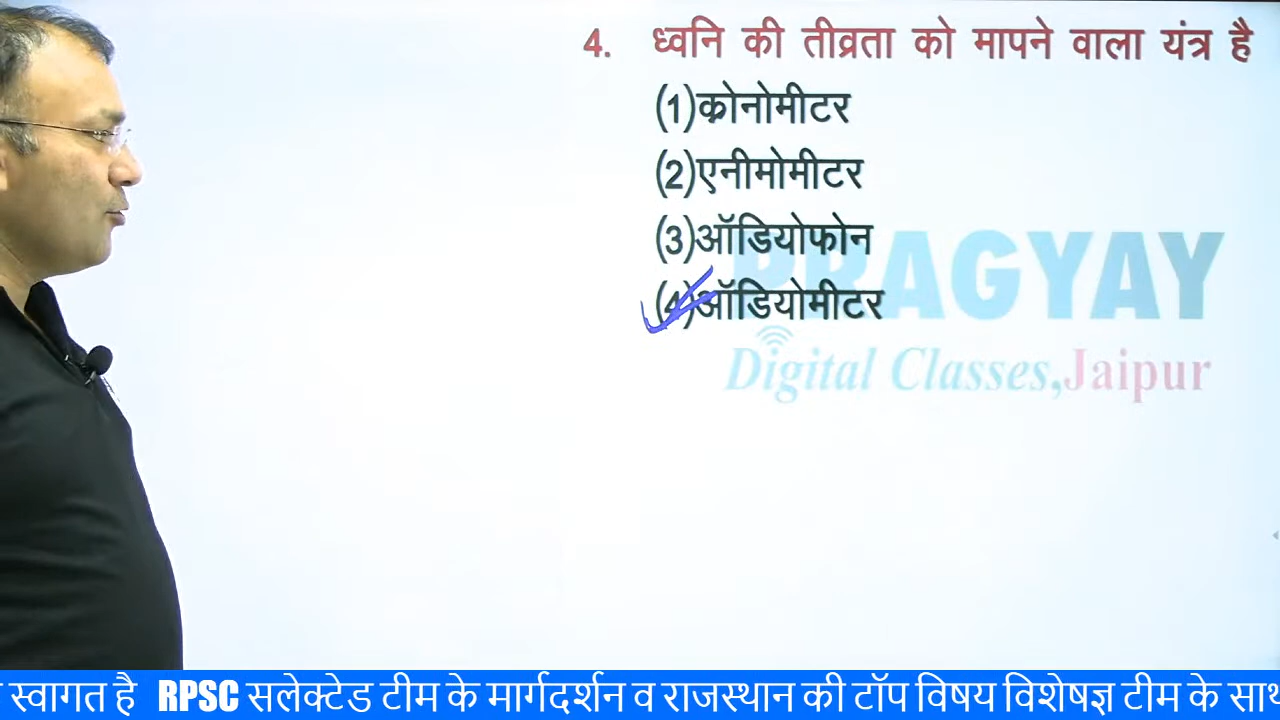 4. ध्वनि की तीव्रता को मापने वाला यंत्र है
(1)क्रोनोमीटर
(2)एनीमोमीटर
(3)ऑडियोफोन
(4)ऑडियोमीटर
PRAGYAY
Digital Classes,Jaipur
स्वागत है RPSC सलेक्टेड टीम के मार्गदर्शन व राजस्थान की टॉप विषय विशेषज्ञ टीम के साथ